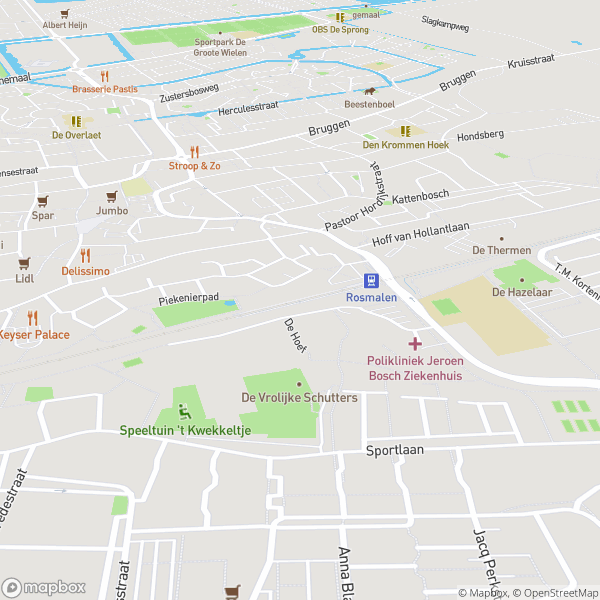 Albert Heijn
gemaal
OBS De Sprong
Slagkampweg
Sportpark De
Groote Wielen
Kruisstraat
Brasserie Pastis
Zustersbosweg
Bruggen
Beestenboel
Herculesstraat
De Overlaet
Bruggen
Den Krommen Hoek
Hondsberg
Stroop & Zo
Kattenbosch
Spar
Jumbo
Pastoor Hor
Hoff van Hollantlaan
De Thermen
Lidl
Delissimo
Rosmalen
De Hazelaar
Piekenierpad
Keyser Palace
De Hoef
Polikliniek Jeroen
Bosch Ziekenhuis
De Vrolijke Schutters
Speeltuin 't Kwekkeltje
Sportlaan
Anna Bla
Jacq Perk
mapbox
© Mapbox, © OpenStreetMap